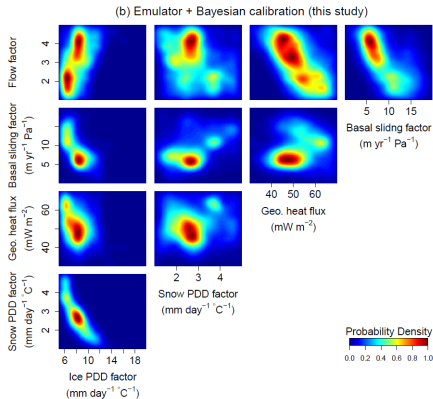 (b) Emulator + Bayesian calibration (this study)
Flow factor
2 3 4
5 10 15
Basal slidng factor
(m yr⁻¹ Pa⁻¹)
Basal slidng factor
(m yr⁻¹ Pa⁻¹)
5 10 15
40 50 60
Geo. heat flux
(mW m⁻²)
Geo. heat flux
(mW m⁻²)
40 50 60
2 3 4
Snow PDD factor
(mm day⁻¹ °C⁻¹)
Snow PDD factor
(mm day⁻¹ °C⁻¹)
2 3 4
6 10 14 18
Ice PDD factor
(mm day⁻¹ °C⁻¹)
Probability Density
0.0 0.2 0.4 0.6 0.8 1.0